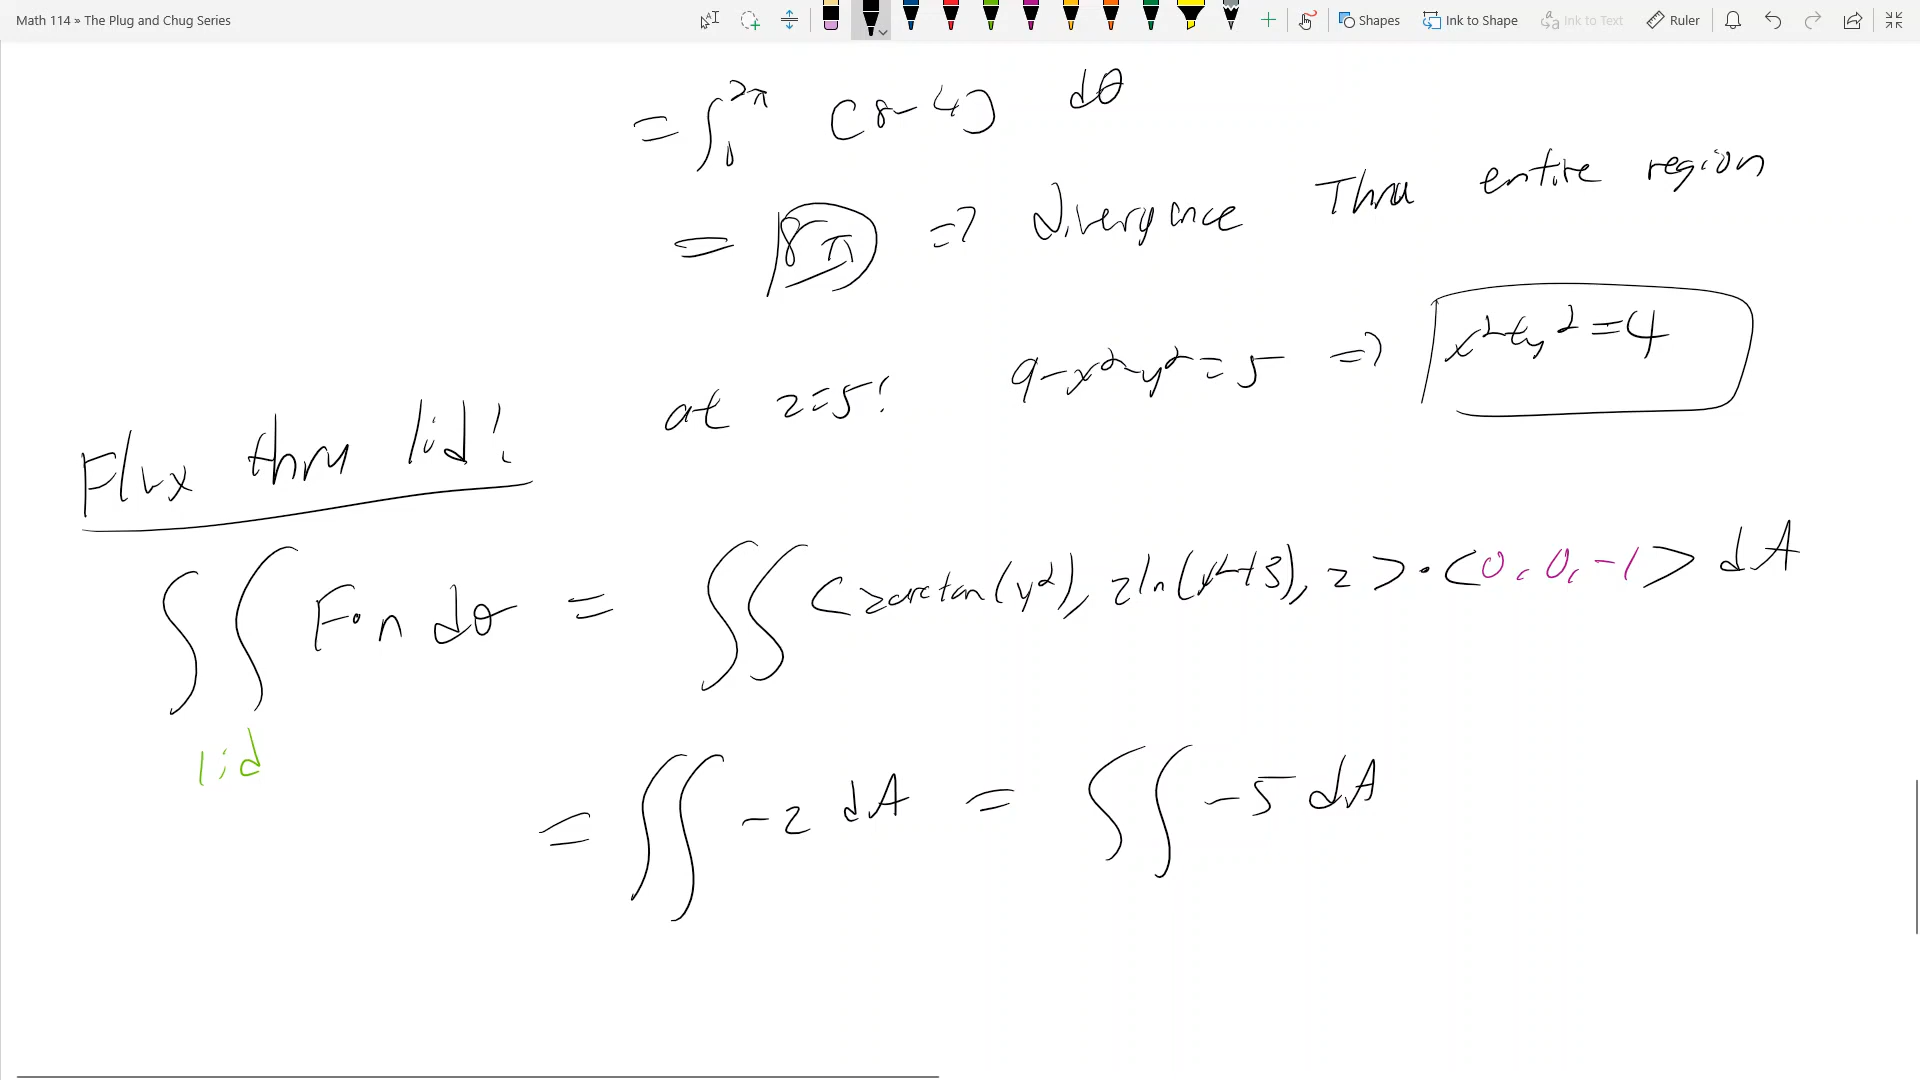 Math 114 » The Plug and Chug Series
Shapes Ink to Shape Ink to Text Ruler
= ∫₀^2π (8-4) dθ
= 8π => divergence Thru entire region
at z=5: 9-x²-y²=5 => x²+y²=4
Flux thru lid:
∫∫ F·n dσ = ∫∫ <zarctan(y²), zln(x²+3), z> · <0, 0, -1> dA
lid
= ∫∫ -z dA = ∫∫ -5 dA